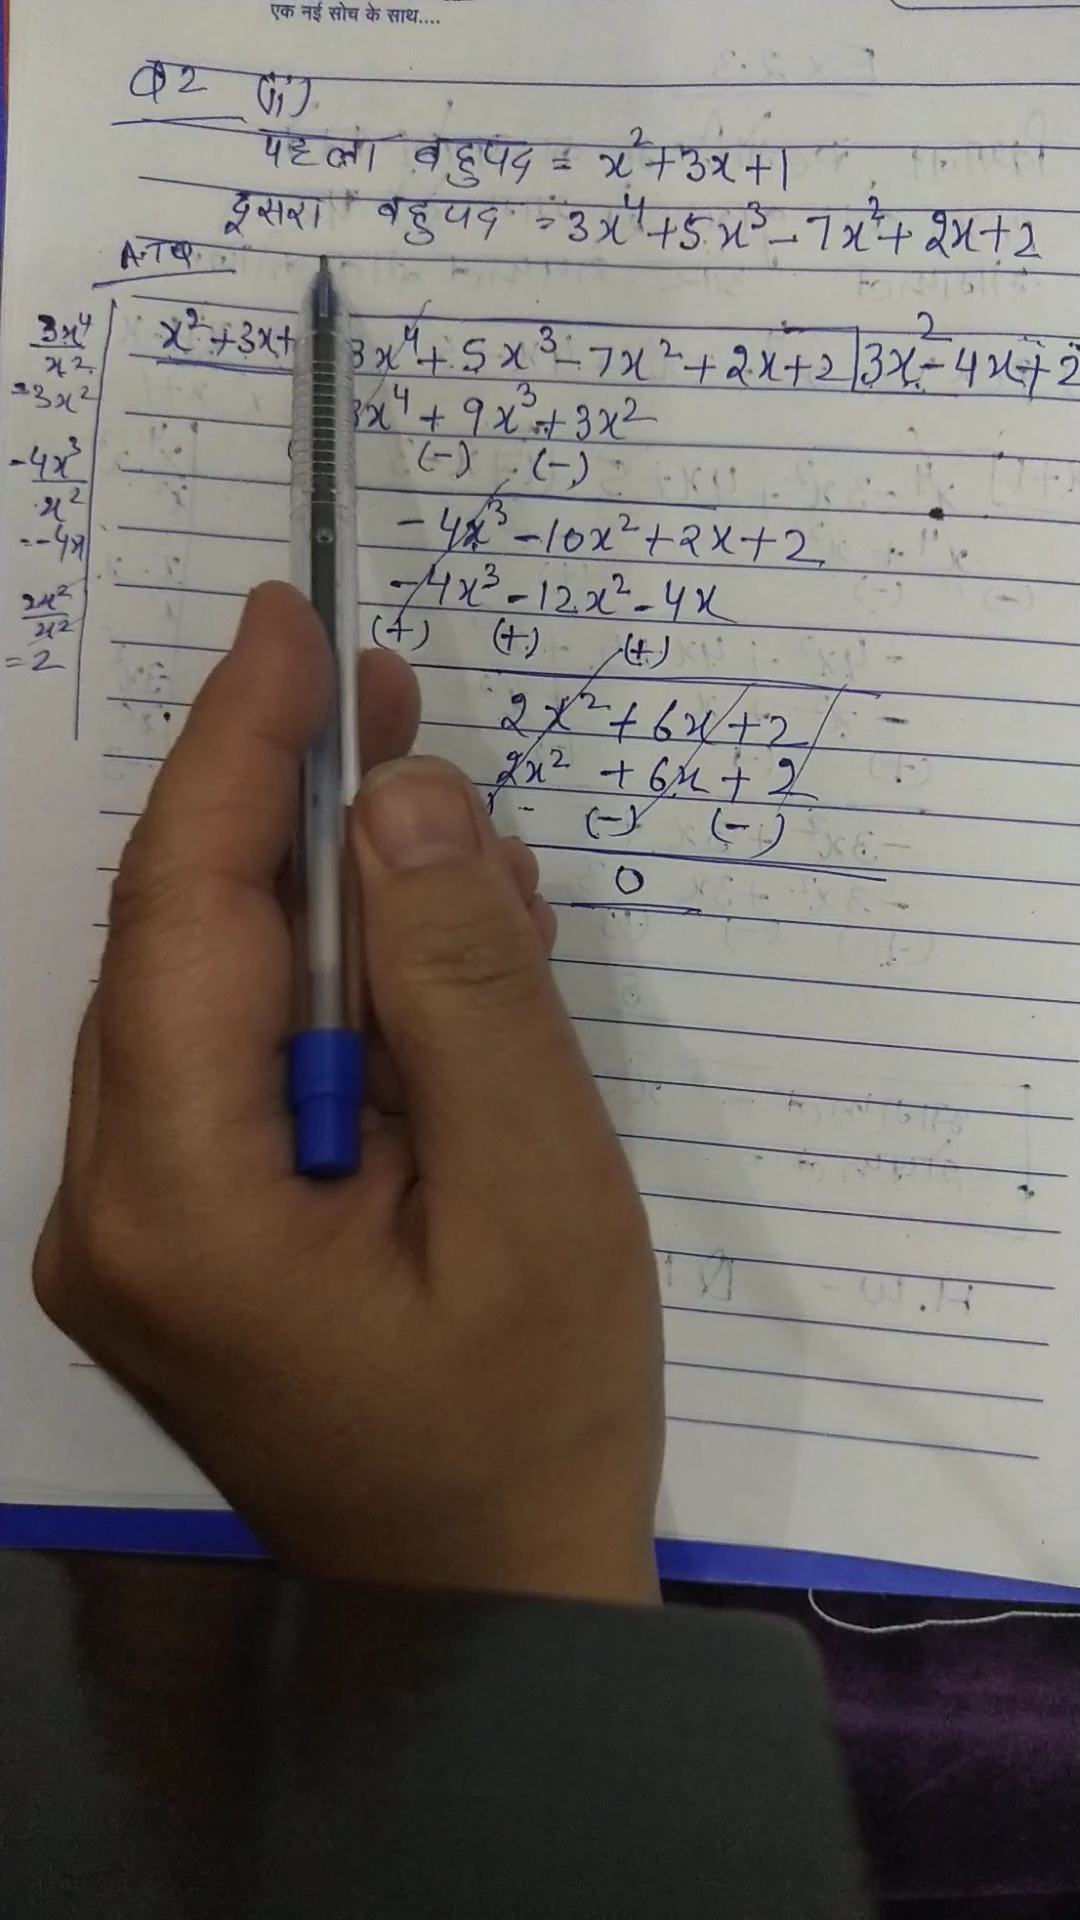 एक नई सोच के साथ....
Q2 (ii)
पहला बहुपद = x²+3x+1
दूसरा बहुपद = 3x⁴+5x³-7x²+2x+2
A.T.Q.
x²+3x+ 3x⁴+5x³-7x²+2x+2 | 3x²-4x+2
3x⁴+9x³+3x²
(-) (-)
-4x³-10x²+2x+2
-4x³-12x²-4x
(+) (+) (+)
2x²+6x+2
2x²+6x+2
(-) (-)
0
3x⁴
x²
=3x²
-4x³
x²
=-4x
2x²
x²
=2